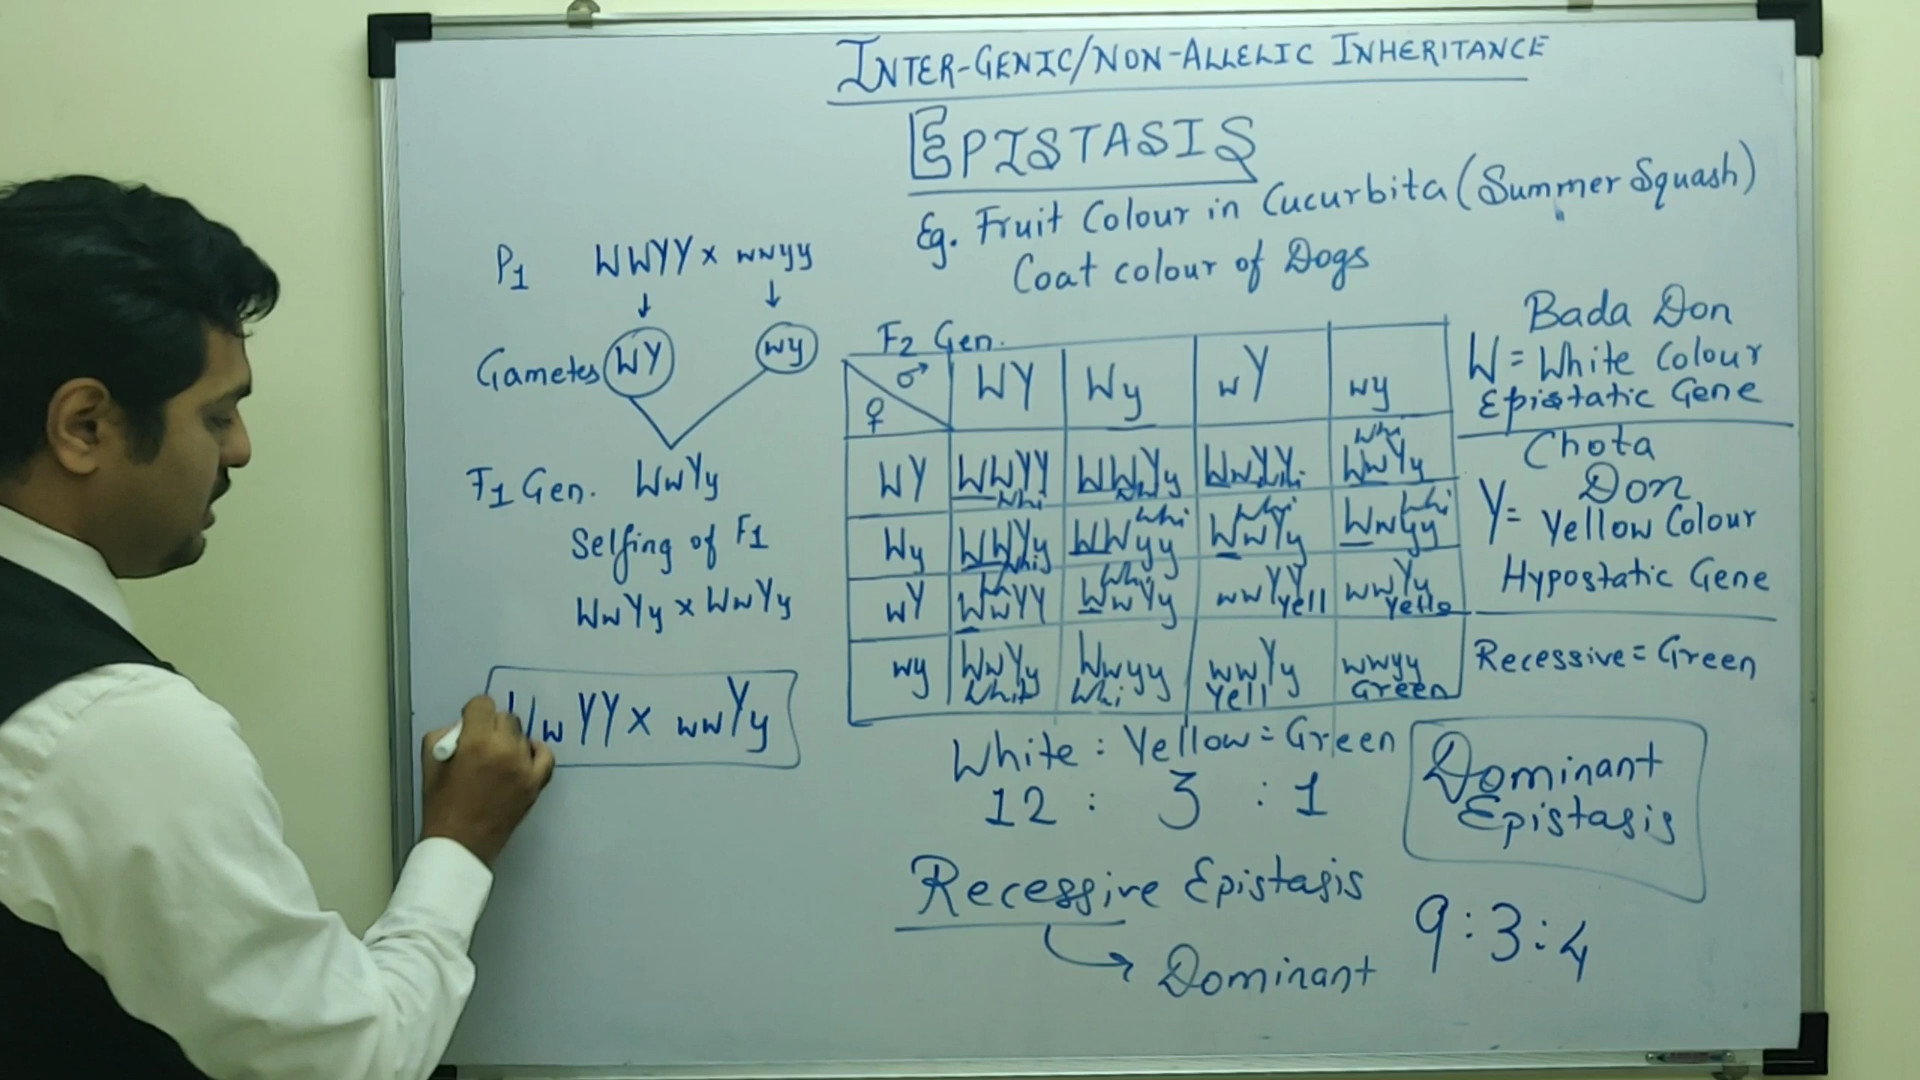 INTER-GENIC/NON-ALLELIC INHERITANCE
EPISTASIS
Eg. Fruit Colour in Cucurbita (Summer Squash)
Coat colour of Dogs
P1 WWYY x wwyy
↓ ↓
Gametes WY wy
F1 Gen. WwYy
Selfing of F1
WwYy x WwYy
WwYY x wwYy
F2 Gen.
♂ WY Wy wY wy
♀
WY WWYY Whi WWYy WwYY WwYy Whi
Wy WWYy Whi WWyy Whi WwYy Whi Wwyy Whi
wY WwYY Whi WwYy Whi wwYY Yell wwYy Yello
wy WwYy Whit Wwyy Whi wwYy Yell wwyy Green
White : Yellow = Green
12 : 3 : 1
Recessive Epistasis
→ Dominant
Bada Don
W = White Colour
Epistatic Gene
Chota
Don
Y = Yellow Colour
Hypostatic Gene
Recessive = Green
Dominant
Epistasis
9:3:4